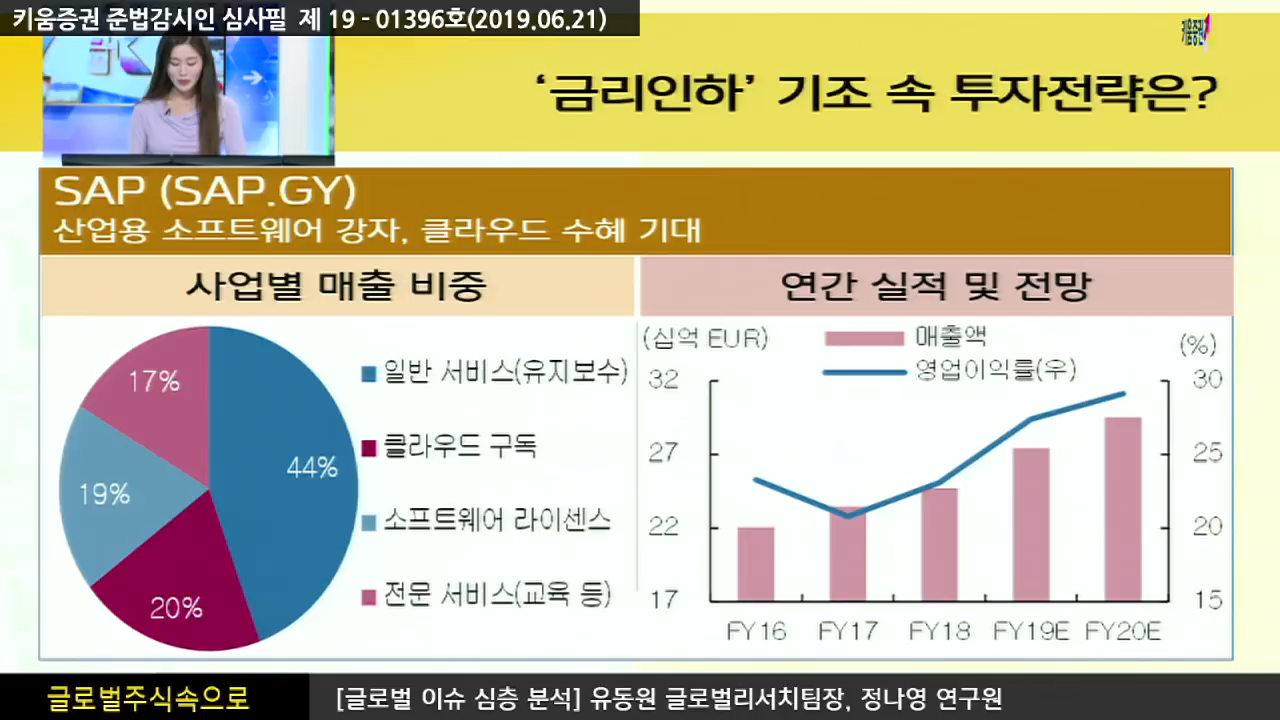 키움증권 준법감시인 심사필 제 19 - 01396호(2019.06.21)
키움증권
‘금리인하’ 기조 속 투자전략은?
SAP (SAP.GY)
산업용 소프트웨어 강자, 클라우드 수혜 기대
사업별 매출 비중
17%
44%
19%
20%
일반 서비스(유지보수)
클라우드 구독
소프트웨어 라이센스
전문 서비스(교육 등)
연간 실적 및 전망
(십억 EUR)
매출액
영업이익률(우)
(%)
32
27
22
17
30
25
20
15
FY16 FY17 FY18 FY19E FY20E
글로벌주식속으로
[글로벌 이슈 심층 분석] 유동원 글로벌리서치팀장, 정나영 연구원